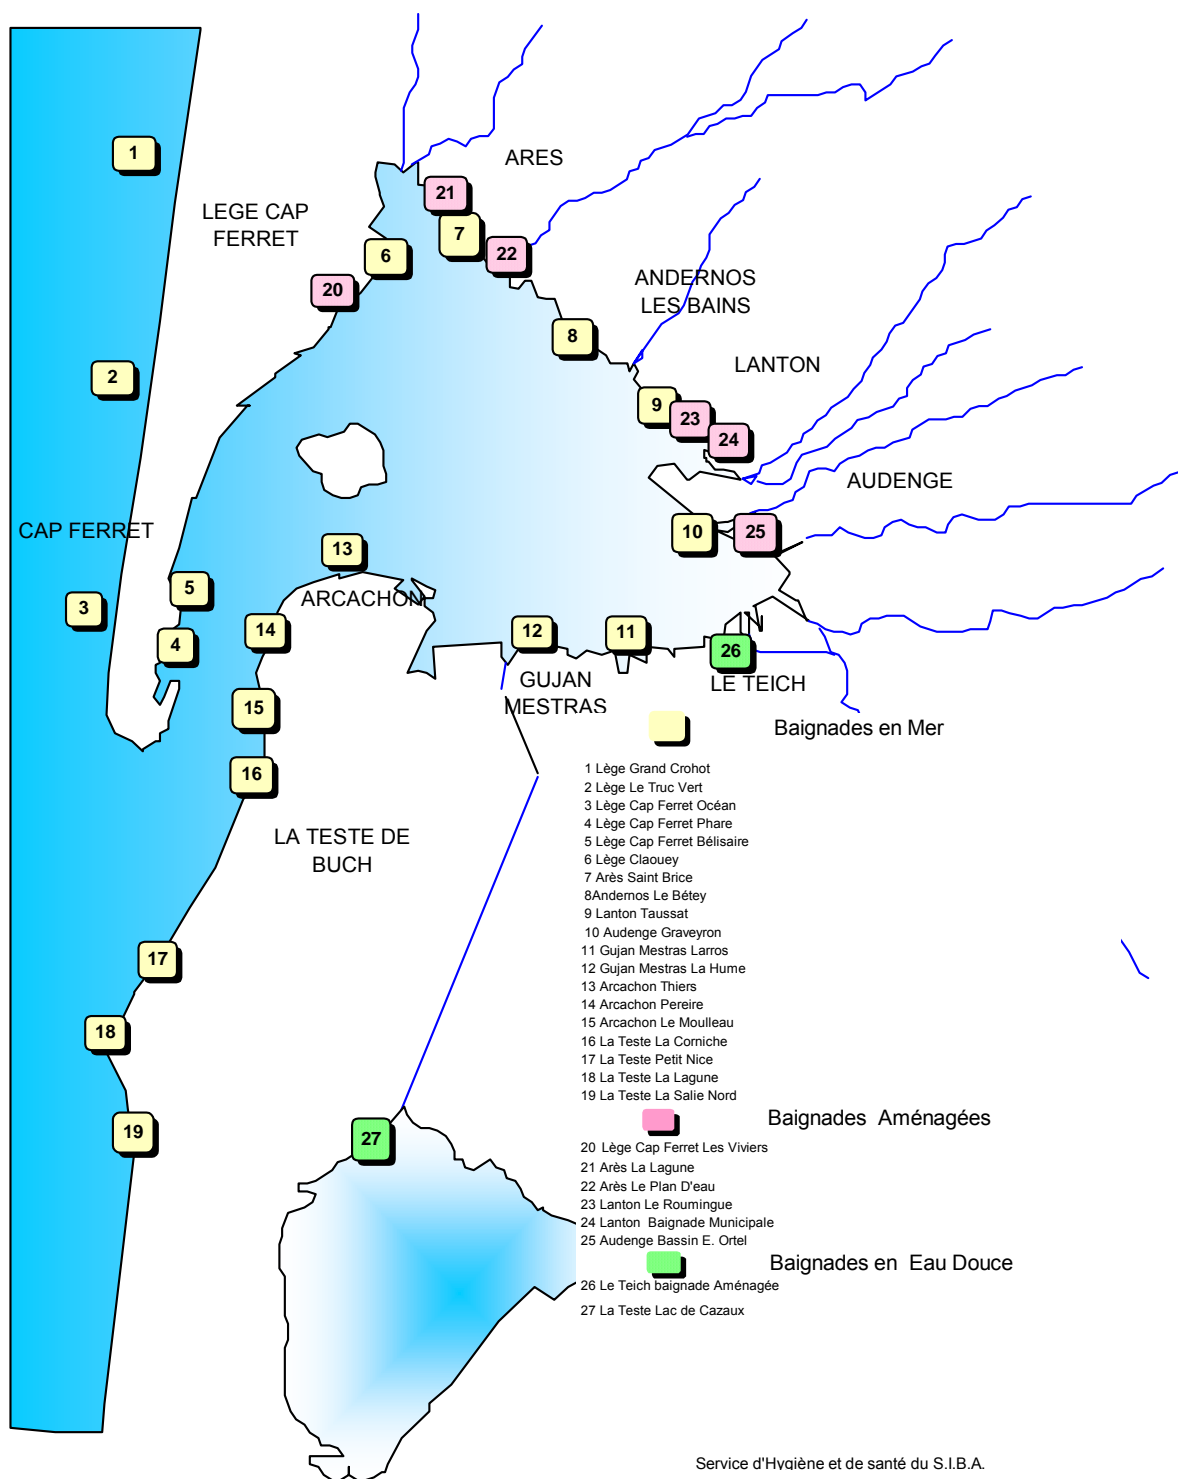 1
ARES
21
LEGE CAP
FERRET
7
6
22
20
ANDERNOS
LES BAINS
8
2
LANTON
9
23
24
AUDENGE
CAP FERRET
10
25
13
5
3
ARCACHON
14
12
11
4
26
GUJAN
MESTRAS
LE TEICH
15
Baignades en Mer
16
1 Lège Grand Crohot
2 Lège Le Truc Vert
3 Lège Cap Ferret Océan
4 Lège Cap Ferret Phare
5 Lège Cap Ferret Bélisaire
6 Lège Claouey
7 Arès Saint Brice
8Andernos Le Bétey
9 Lanton Taussat
10 Audenge Graveyron
11 Gujan Mestras Larros
12 Gujan Mestras La Hume
13 Arcachon Thiers
14 Arcachon Pereire
15 Arcachon Le Moulleau
16 La Teste La Corniche
17 La Teste Petit Nice
18 La Teste La Lagune
19 La Teste La Salie Nord
LA TESTE DE
BUCH
17
18
19
27
Baignades Aménagées
20 Lège Cap Ferret Les Viviers
21 Arès La Lagune
22 Arès Le Plan D'eau
23 Lanton Le Roumingue
24 Lanton Baignade Municipale
25 Audenge Bassin E. Ortel
Baignades en Eau Douce
26 Le Teich baignade Aménagée
27 La Teste Lac de Cazaux
Service d'Hygiène et de santé du S.I.B.A.